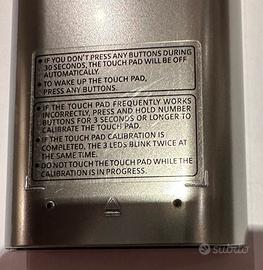 • IF YOU DON'T PRESS ANY BUTTONS DURING
30 SECONDS, THE TOUCH PAD WILL BE OFF
AUTOMATICALLY.
• TO WAKE UP THE TOUCH PAD,
PRESS ANY BUTTONS.
• IF THE TOUCH PAD FREQUENTLY WORKS
INCORRECTLY, PRESS AND HOLD NUMBER
BUTTONS FOR 3 SECONDS OR LONGER TO
CALIBRATE THE TOUCH PAD.
• IF THE TOUCH PAD CALIBRATION IS
COMPLETED, THE 3 LEDS BLINK TWICE AT
THE SAME TIME.
• DO NOT TOUCH THE TOUCH PAD WHILE THE
CALIBRATION IS IN PROGRESS.
subito